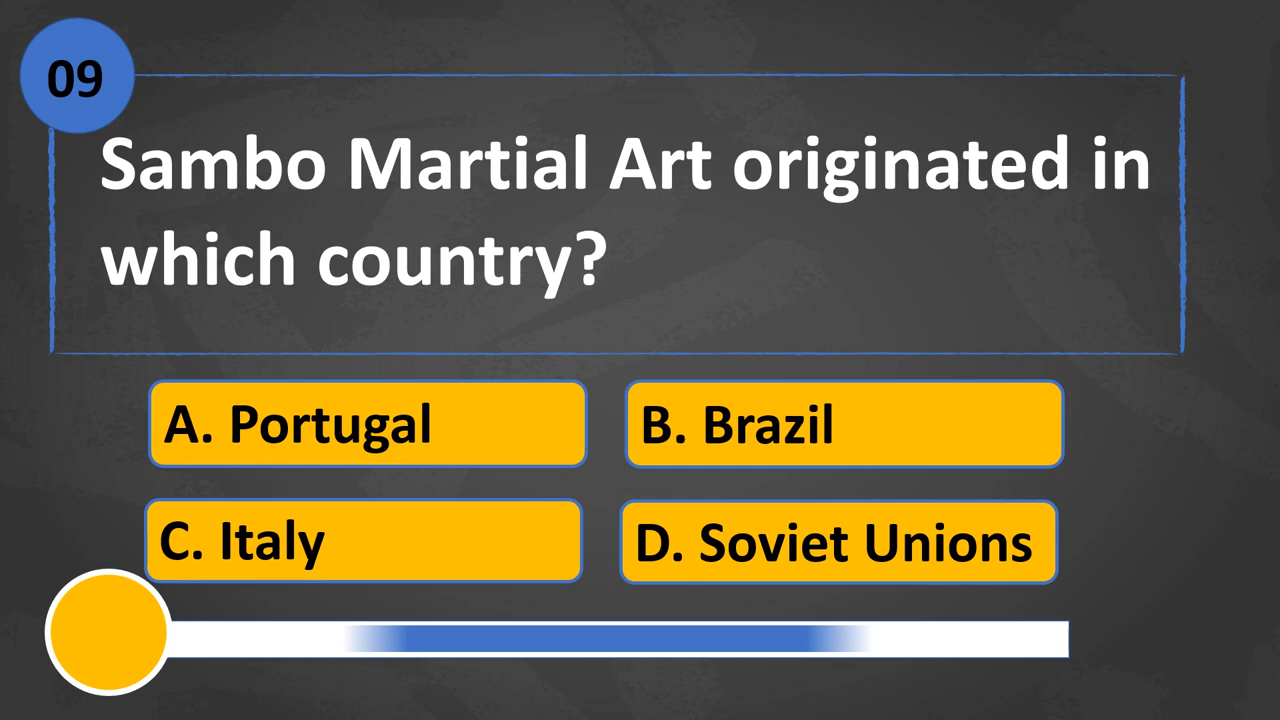 09
Sambo Martial Art originated in
which country?
A. Portugal
B. Brazil
C. Italy
D. Soviet Unions